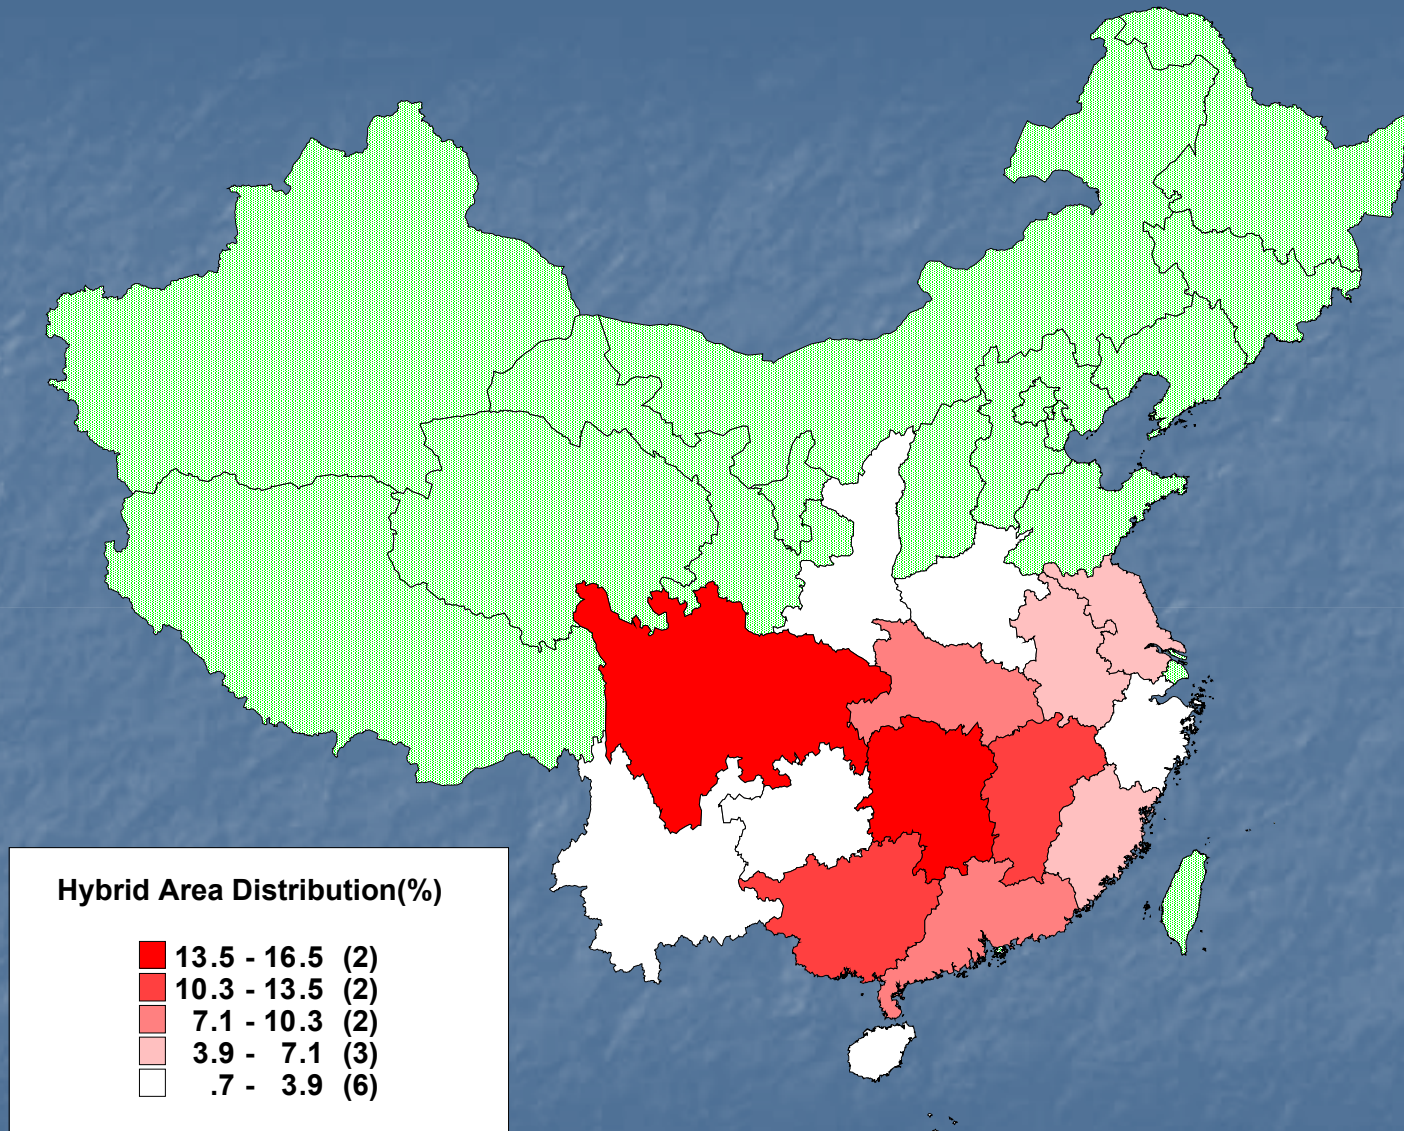 Hybrid Area Distribution(%)
13.5 - 16.5 (2)
10.3 - 13.5 (2)
7.1 - 10.3 (2)
3.9 - 7.1 (3)
.7 - 3.9 (6)